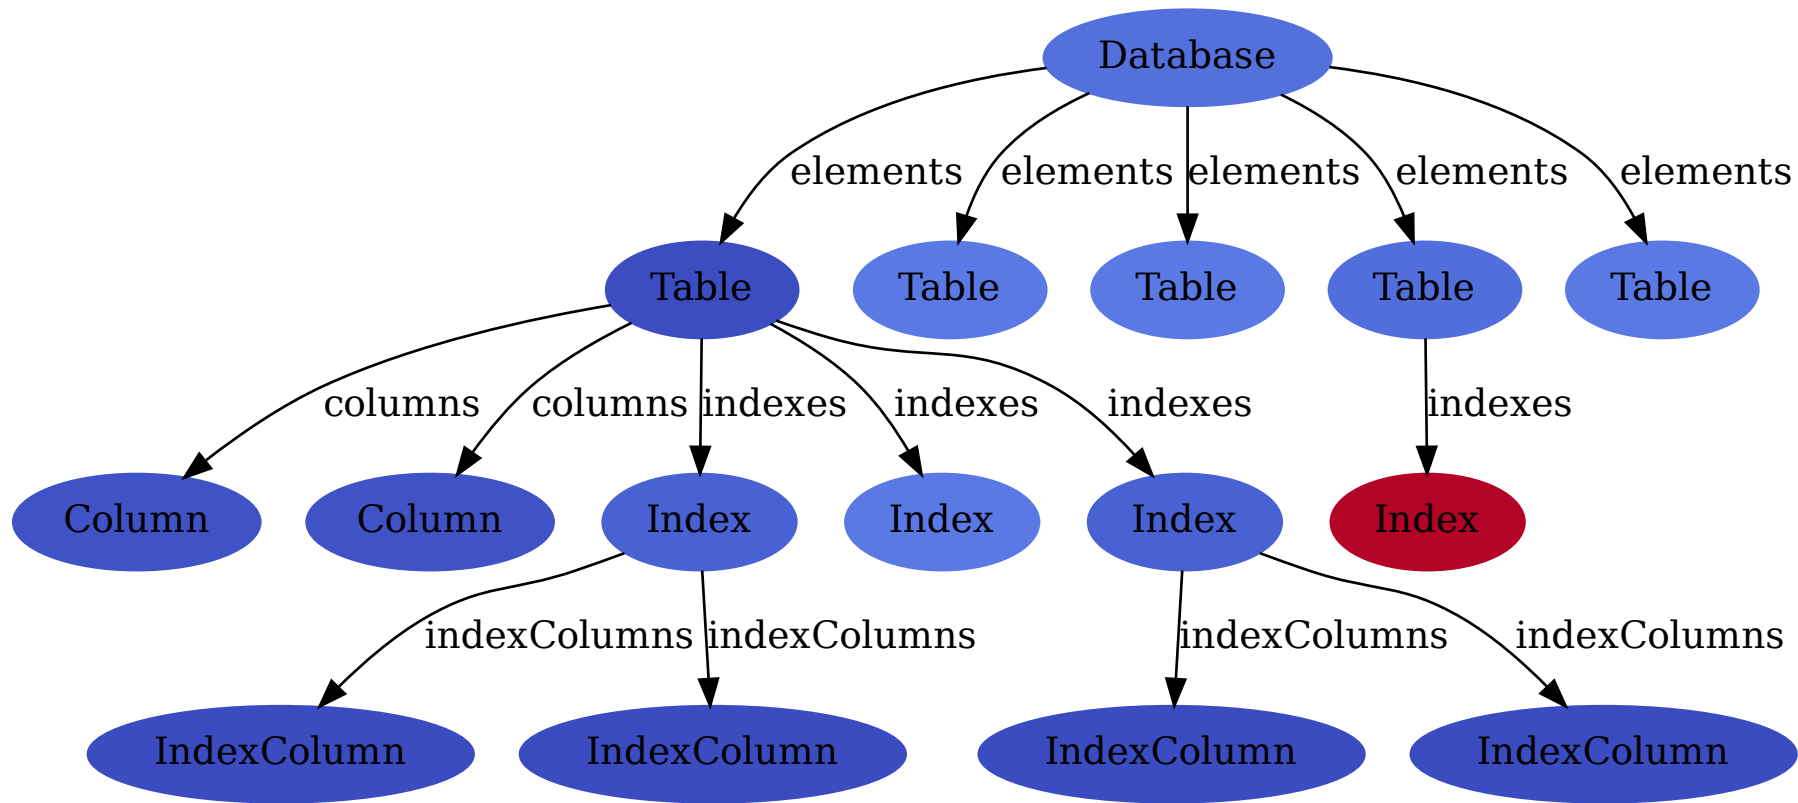 Database
elements
elements
elements
elements
elements
Table
Table
Table
Table
Table
columns
columns
indexes
indexes
indexes
indexes
Column
Column
Index
Index
Index
Index
indexColumns
indexColumns
indexColumns
indexColumns
IndexColumn
IndexColumn
IndexColumn
IndexColumn